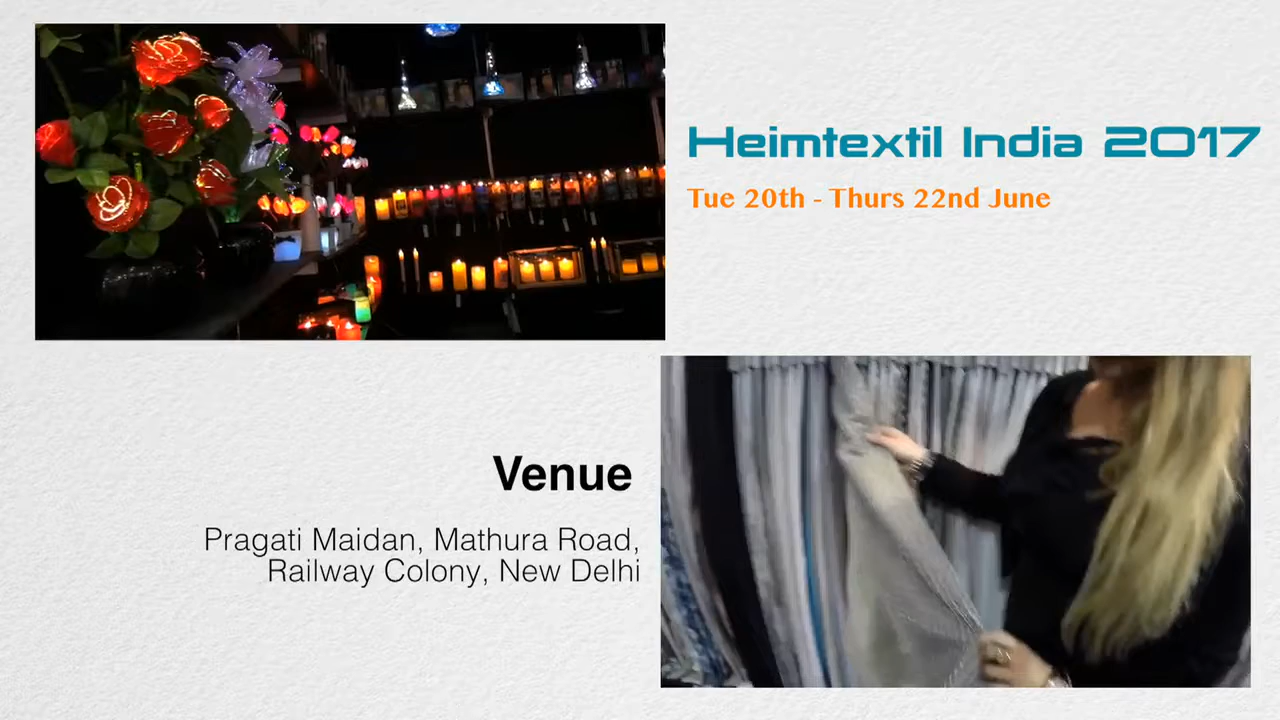 Heimtextil India 2017
Tue 20th - Thurs 22nd June
Venue
Pragati Maidan, Mathura Road,
Railway Colony, New Delhi